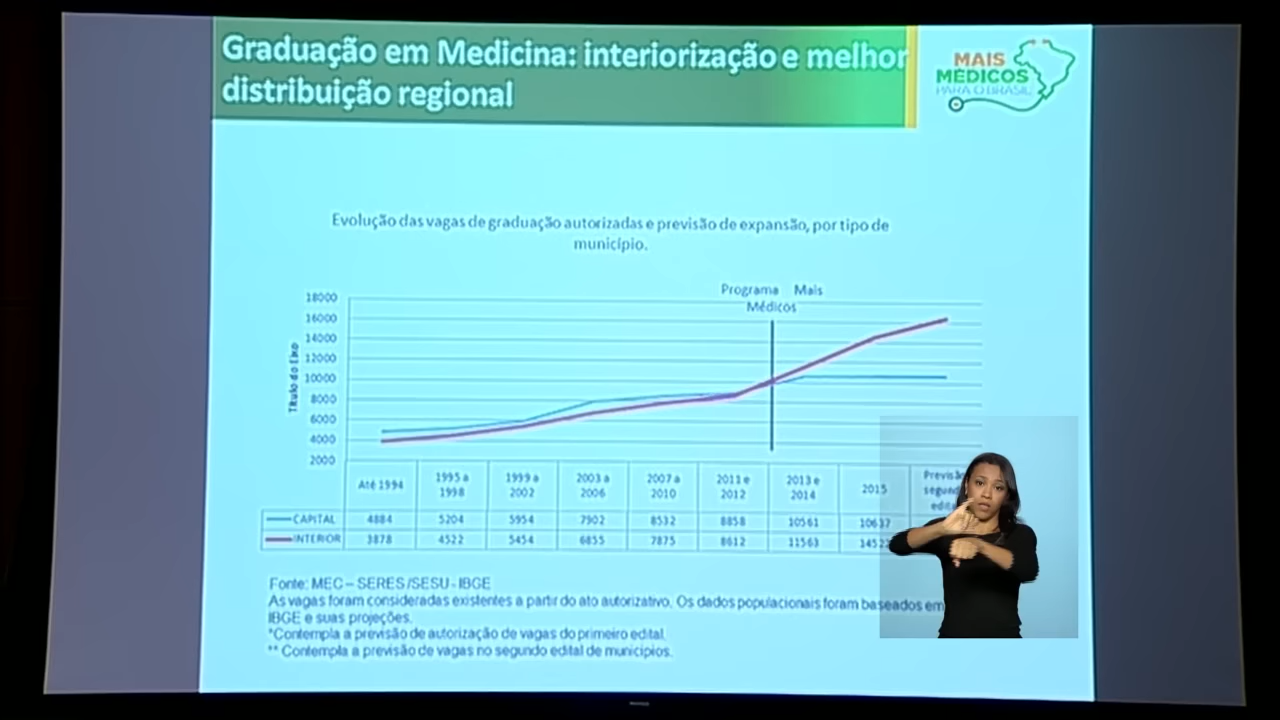 Graduação em Medicina: interiorização e melhor
distribuição regional
MAIS
MÉDICOS
PARA O BRASIL
Evolução das vagas de graduação autorizadas e previsão de expansão, por tipo de
município.
Programa Mais
Médicos
Título do Eixo
18000
16000
14000
12000
10000
8000
6000
4000
2000
Até 1994 1995 a 1998 1999 a 2002 2003 a 2006 2007 a 2010 2011 e 2012 2013 e 2014 2015
CAPITAL 4884 5204 5954 7902 8532 8858 10561 10637
INTERIOR 3878 4522 5454 6855 7875 8612 11563
Fonte: MEC – SERES/SESU - IBGE
As vagas foram consideradas existentes a partir do ato autorizativo. Os dados populacionais foram baseados em
IBGE e suas projeções.
*Contempla a previsão de autorização de vagas do primeiro edital.
** Contempla a previsão de vagas no segundo edital de municípios.